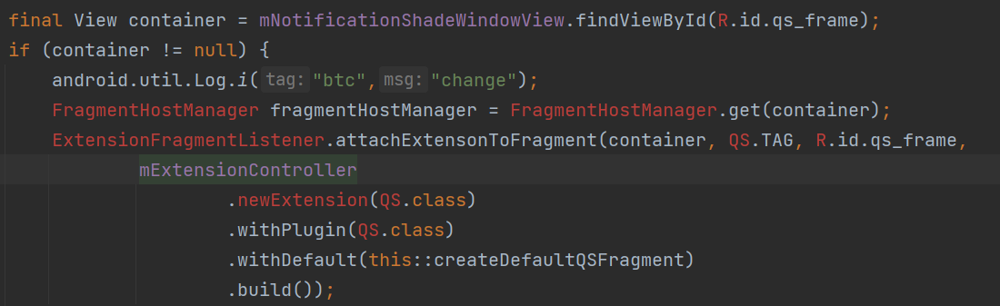 final View container = mNotificationShadeWindowView.findViewById(R.id.qs_frame);
if (container != null) {
android.util.Log.i( tag: "btc", msg: "change");
FragmentHostManager fragmentHostManager = FragmentHostManager.get(container);
ExtensionFragmentListener.attachExtensonToFragment(container, QS.TAG, R.id.qs_frame,
mExtensionController
.newExtension(QS.class)
.withPlugin(QS.class)
.withDefault(this::createDefaultQSFragment)
.build());